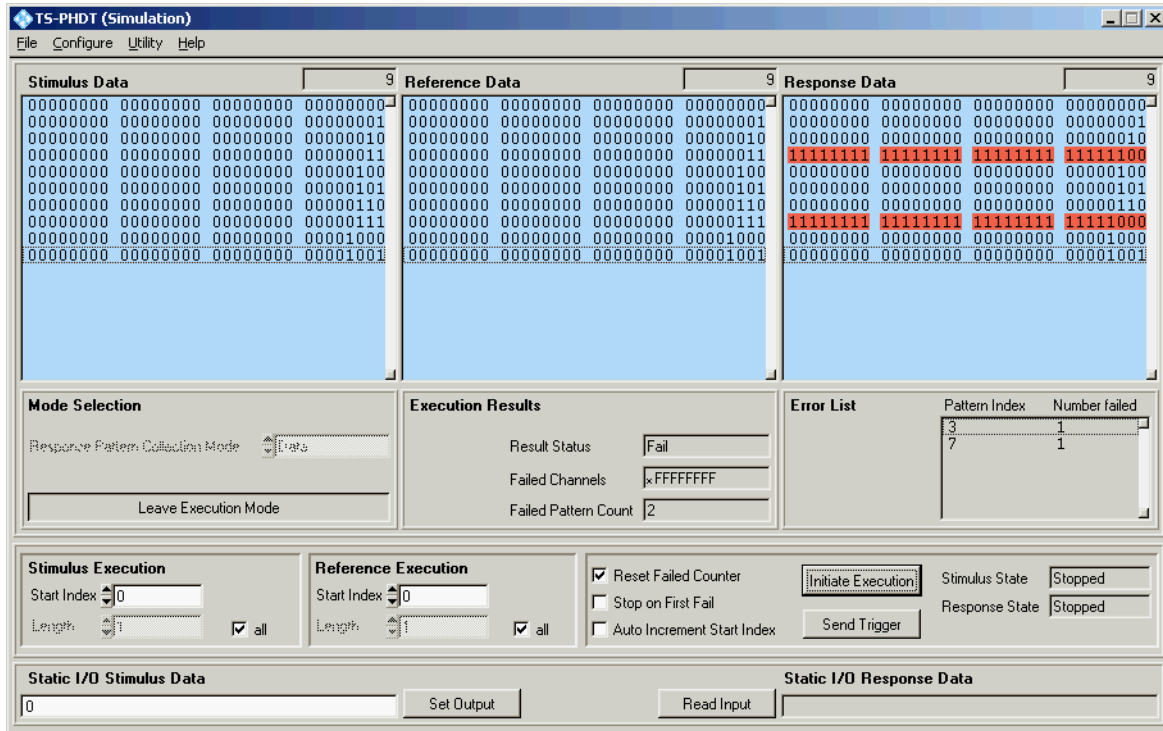 TS-PHDT (Simulation)
File Configure Utility Help
Stimulus Data 9 Reference Data 9 Response Data 9
00000000 00000000 00000000 00000000 00000000 00000000 00000000 00000000 00000000 00000000 00000000 00000000
00000000 00000000 00000000 00000001 00000000 00000000 00000000 00000001 00000000 00000000 00000000 00000001
00000000 00000000 00000000 00000010 00000000 00000000 00000000 00000010 00000000 00000000 00000000 00000010
00000000 00000000 00000000 00000011 00000000 00000000 00000000 00000011 11111111 11111111 11111111 11111100
00000000 00000000 00000000 00000100 00000000 00000000 00000000 00000100 00000000 00000000 00000000 00000100
00000000 00000000 00000000 00000101 00000000 00000000 00000000 00000101 00000000 00000000 00000000 00000101
00000000 00000000 00000000 00000110 00000000 00000000 00000000 00000110 00000000 00000000 00000000 00000110
00000000 00000000 00000000 00000111 00000000 00000000 00000000 00000111 11111111 11111111 11111111 11111000
00000000 00000000 00000000 00001000 00000000 00000000 00000000 00001000 00000000 00000000 00000000 00001000
00000000 00000000 00000000 00001001 00000000 00000000 00000000 00001001 00000000 00000000 00000000 00001001
Mode Selection
Response Pattern Collection Mode Data
Leave Execution Mode
Execution Results
Result Status Fail
Failed Channels xFFFFFFFF
Failed Pattern Count 2
Error List Pattern Index Number failed
3 1
7 1
Stimulus Execution
Start Index 0
Length 1 all
Reference Execution
Start Index 0
Length 1 all
Reset Failed Counter
Stop on First Fail
Auto Increment Start Index
Initiate Execution
Send Trigger
Stimulus State Stopped
Response State Stopped
Static I/O Stimulus Data
0 Set Output
Static I/O Response Data
Read Input